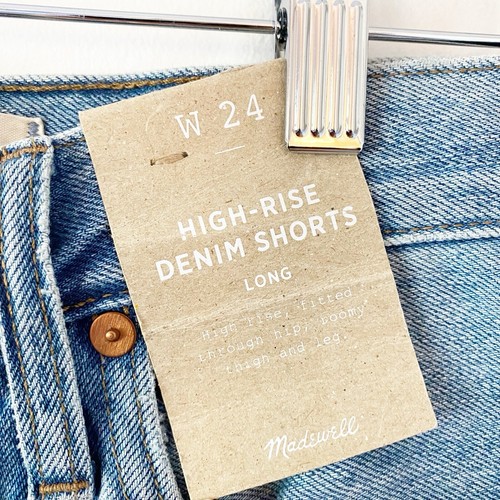 W 24
HIGH-RISE
DENIM SHORTS
LONG
High rise, fitted
through hip, roomy
thigh and leg.
Madewell